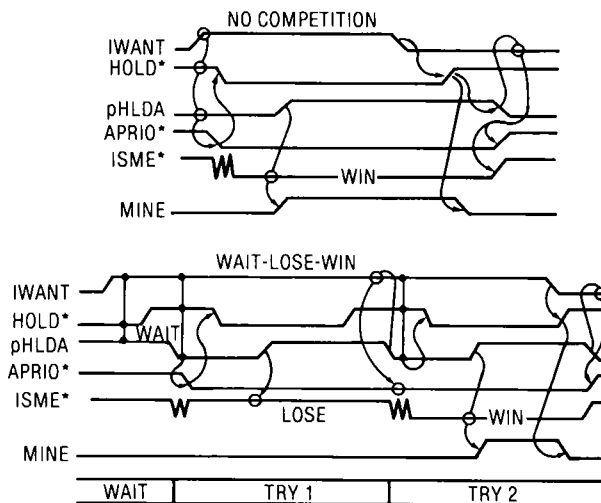 NO COMPETITION
IWANT
HOLD*
pHLDA
APRIO*
ISME*
WIN
MINE
WAIT-LOSE-WIN
IWANT
HOLD*
WAIT
pHLDA
APRIO*
ISME*
LOSE
WIN
MINE
WAIT TRY 1 TRY 2